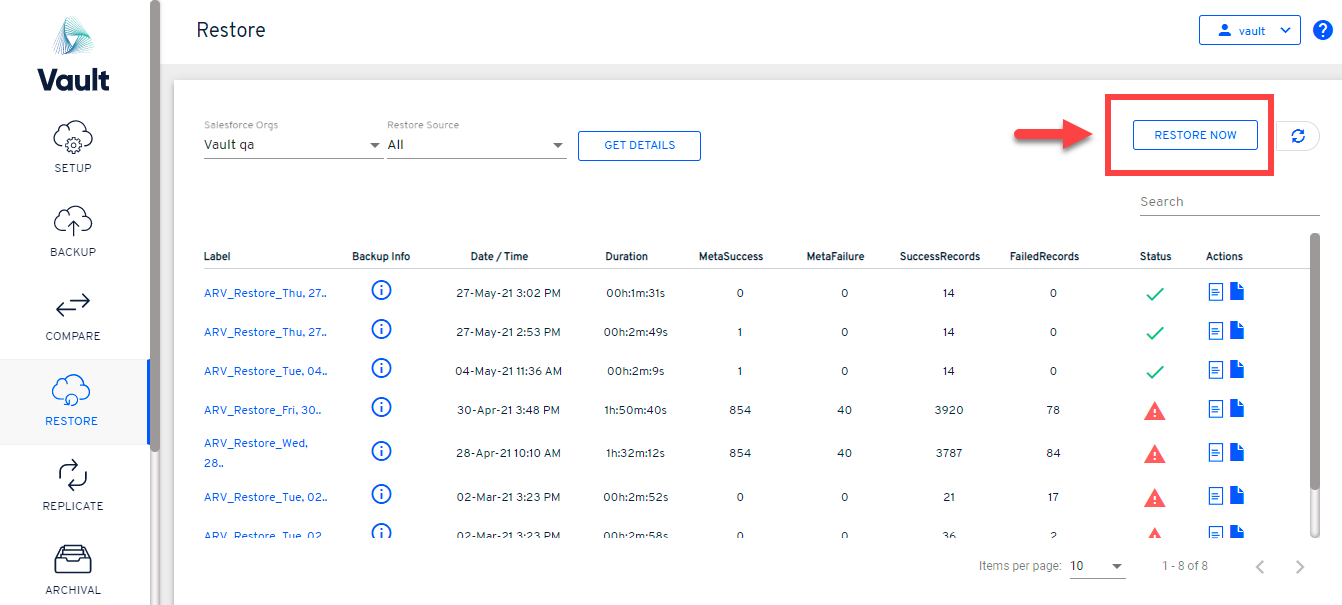 Vault
SETUP
BACKUP
COMPARE
RESTORE
REPLICATE
ARCHIVAL
Restore
vault
?
Salesforce Orgs
Vault qa
Restore Source
All
GET DETAILS
RESTORE NOW
Search
Label Backup Info Date / Time Duration MetaSuccess MetaFailure SuccessRecords FailedRecords Status Actions
ARV_Restore_Thu, 27.. 27-May-21 3:02 PM 00h:1m:31s 0 0 14 0
ARV_Restore_Thu, 27.. 27-May-21 2:53 PM 00h:2m:49s 1 0 14 0
ARV_Restore_Tue, 04.. 04-May-21 11:36 AM 00h:2m:9s 1 0 14 0
ARV_Restore_Fri, 30.. 30-Apr-21 3:48 PM 1h:50m:40s 854 40 3920 78
ARV_Restore_Wed,
28.. 28-Apr-21 10:10 AM 1h:32m:12s 854 40 3787 84
ARV_Restore_Tue, 02.. 02-Mar-21 3:23 PM 00h:2m:52s 0 0 21 17
ARV_Restore_Tue, 02.. 02-Mar-21 3:23 PM 00h:2m:58s 0 0 36 2
Items per page: 10 1 - 8 of 8